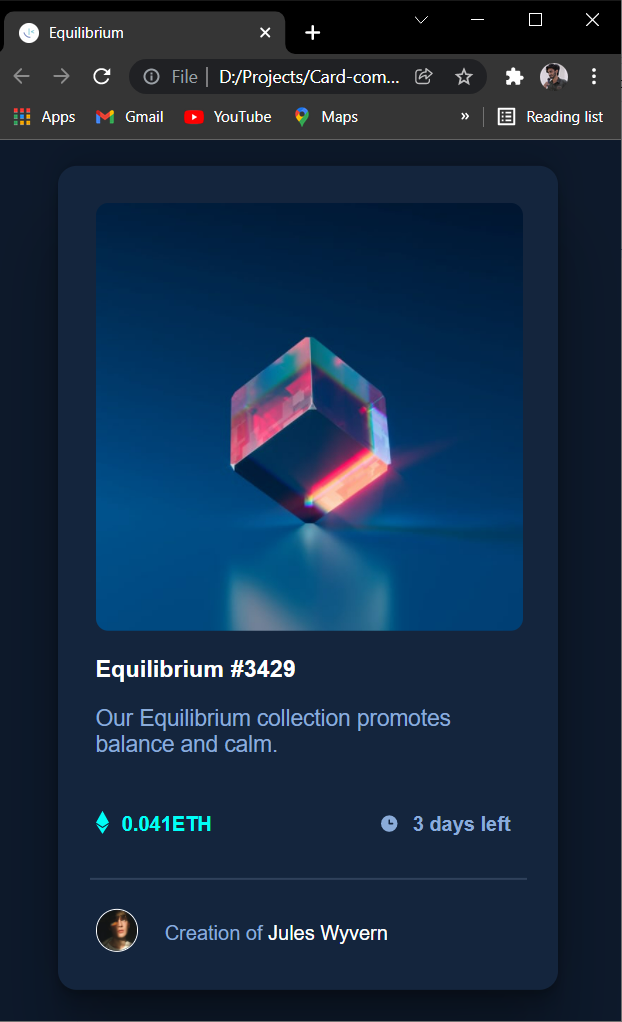 Equilibrium
File | D:/Projects/Card-com...
Apps Gmail YouTube Maps » Reading list
Equilibrium #3429
Our Equilibrium collection promotes
balance and calm.
0.041ETH 3 days left
Creation of Jules Wyvern